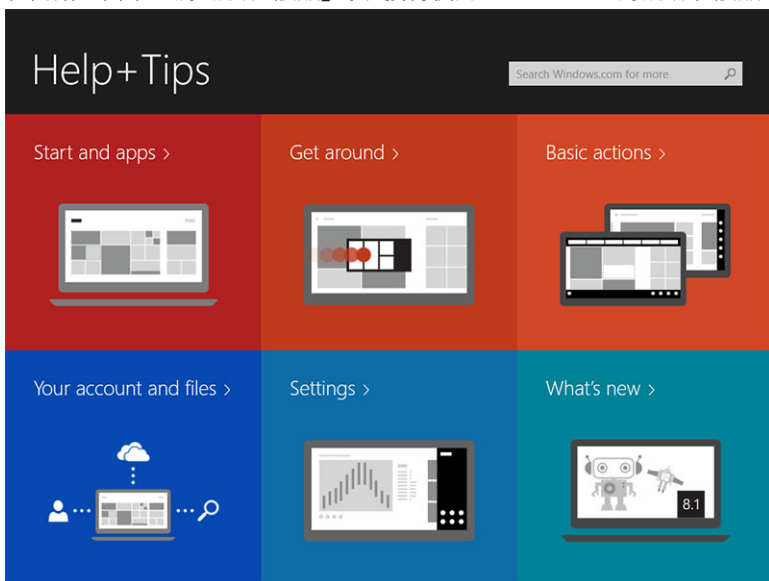 Help+Tips
Search Windows.com for more
Start and apps >
Get around >
Basic actions >
Your account and files >
Settings >
What's new >
8.1